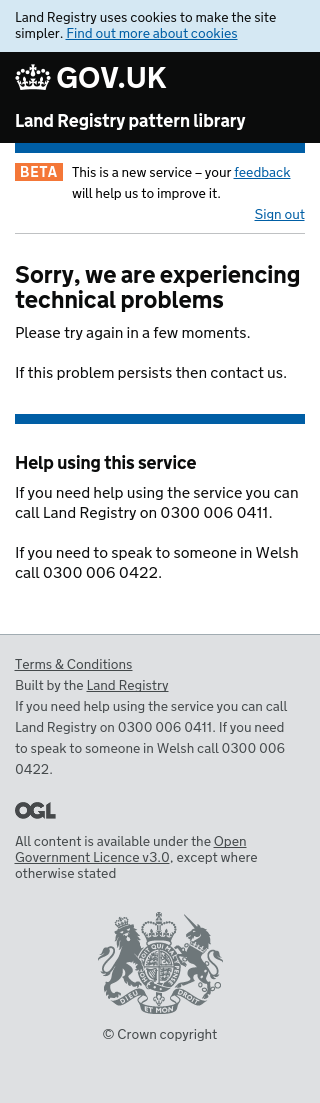 Land Registry uses cookies to make the site
simpler. Find out more about cookies
GOV.UK
Land Registry pattern library
BETA This is a new service – your feedback
will help us to improve it.
Sign out
Sorry, we are experiencing
technical problems
Please try again in a few moments.
If this problem persists then contact us.
Help using this service
If you need help using the service you can
call Land Registry on 0300 006 0411.
If you need to speak to someone in Welsh
call 0300 006 0422.
Terms & Conditions
Built by the Land Registry
If you need help using the service you can call
Land Registry on 0300 006 0411. If you need
to speak to someone in Welsh call 0300 006
0422.
OGL
All content is available under the Open
Government Licence v3.0, except where
otherwise stated
DIEU ET MON DROIT
© Crown copyright